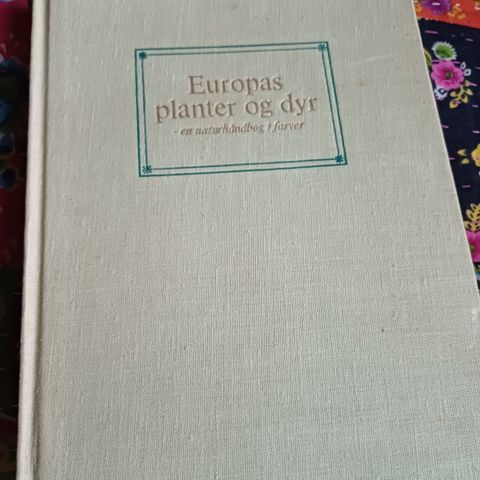 Europas
planter og dyr
- en naturhåndbog i farver